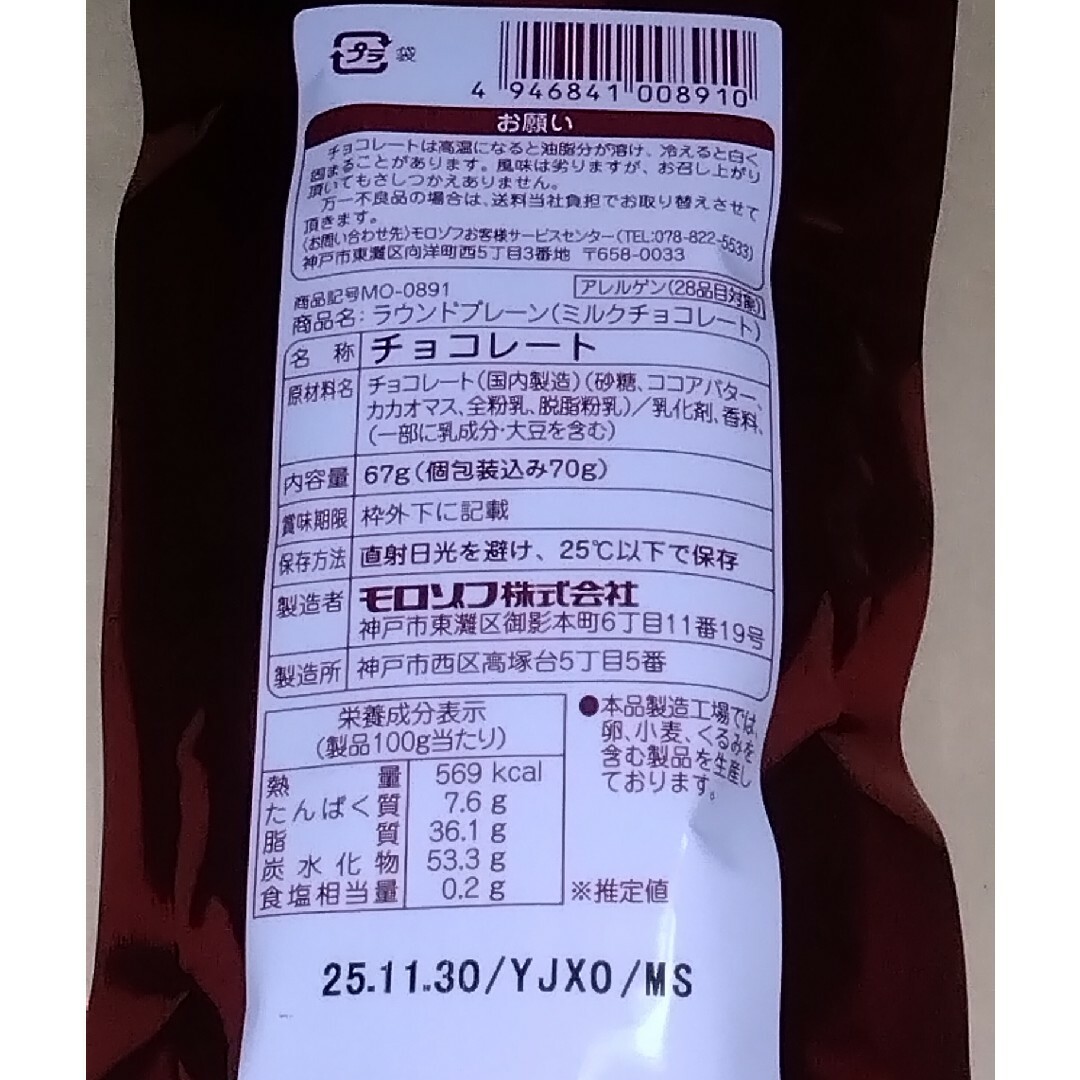 プラ 袋
4 946841 008910
お願い
チョコレートは高温になると油脂分が溶け、冷えると白く
固まることがあります。風味は劣りますが、お召し上がり
頂いてもさしつかえありません。
万一不良品の場合は、送料当社負担でお取り替えさせて
頂きます。
〈お問い合わせ先〉モロゾフお客様サービスセンター(TEL:078-822-5533)
神戸市東灘区向洋町西5丁目3番地 〒658-0033
商品記号MO-0891
アレルゲン(28品目対象)
商品名:ラウンドプレーン(ミルクチョコレート)
名称 チョコレート
原材料名 チョコレート(国内製造)(砂糖、ココアバター、
カカオマス、全粉乳、脱脂粉乳)／乳化剤、香料、
(一部に乳成分・大豆を含む)
内容量 67g(個包装込み70g)
賞味期限 枠外下に記載
保存方法 直射日光を避け、25℃以下で保存
製造者 モロゾフ株式会社
神戸市東灘区御影本町6丁目11番19号
製造所 神戸市西区高塚台5丁目5番
栄養成分表示
(製品100g当たり)
熱量 569 kcal
たんぱく質 7.6 g
脂質 36.1 g
炭水化物 53.3 g
食塩相当量 0.2 g
●本品製造工場では、
卵、小麦、くるみを
含む製品を生産し
ております。
※推定値
25.11.30/YJX0/MS